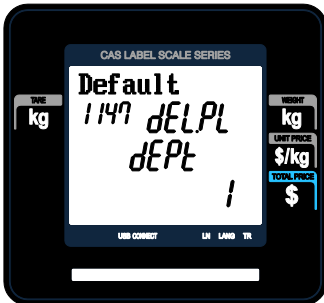 CAS LABEL SCALE SERIES
Default
TARE
kg
1147 dEL.PL
dEPt
1
WEIGHT
kg
UNIT PRICE
$/kg
TOTAL PRICE
$
USB CONNECT LN LANG TR